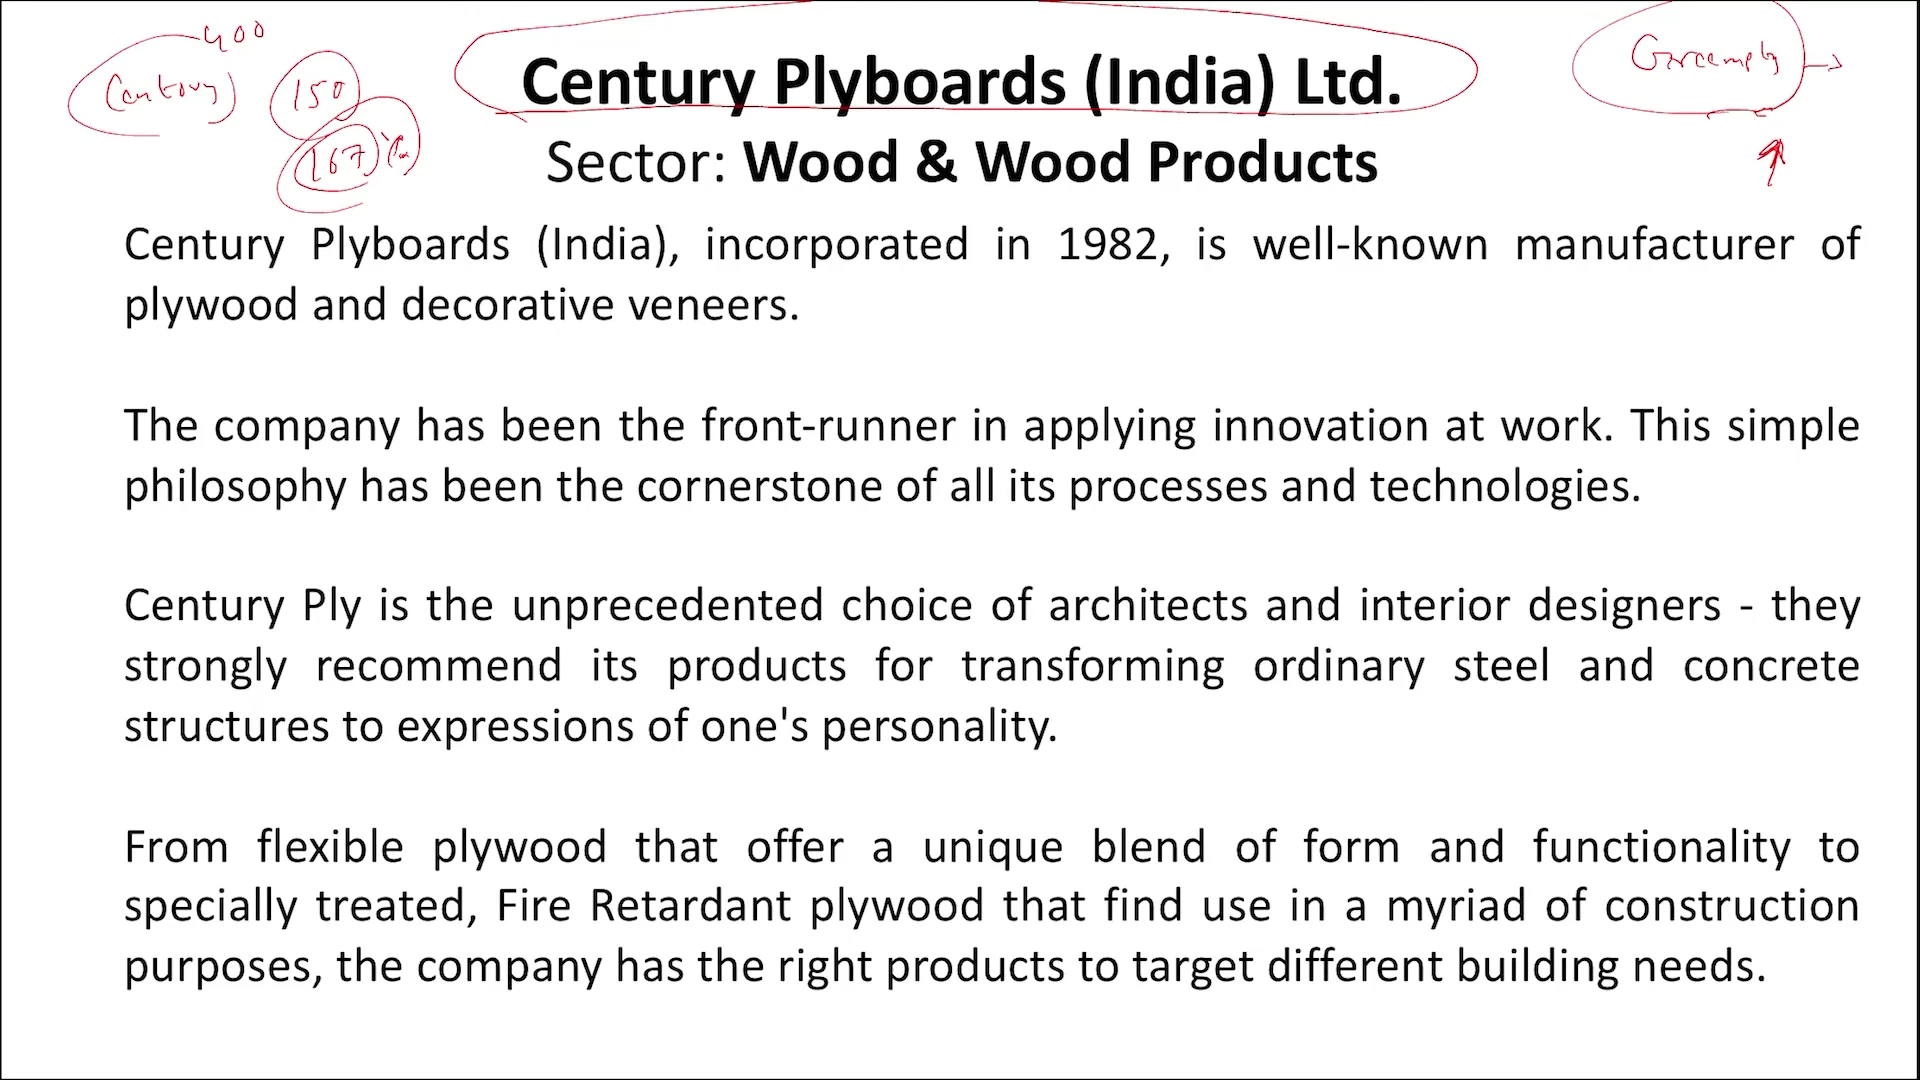 400
Century
150
167 %
Greenply
Century Plyboards (India) Ltd.
Sector: Wood & Wood Products
Century Plyboards (India), incorporated in 1982, is well-known manufacturer of
plywood and decorative veneers.
The company has been the front-runner in applying innovation at work. This simple
philosophy has been the cornerstone of all its processes and technologies.
Century Ply is the unprecedented choice of architects and interior designers - they
strongly recommend its products for transforming ordinary steel and concrete
structures to expressions of one's personality.
From flexible plywood that offer a unique blend of form and functionality to
specially treated, Fire Retardant plywood that find use in a myriad of construction
purposes, the company has the right products to target different building needs.